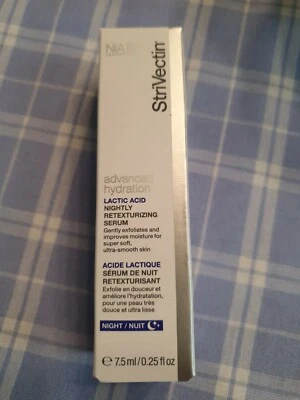 StriVectin
advanced
hydration
LACTIC ACID
NIGHTLY
RETEXTURIZING
SERUM
Gently exfoliates and
improves moisture for
super soft,
ultra-smooth skin
ACIDE LACTIQUE
SÉRUM DE NUIT
RETEXTURISANT
Exfolie en douceur et
améliore l'hydratation,
pour une peau très
douce et ultra lisse
NIGHT / NUIT
e 7.5 ml / 0.25 fl oz